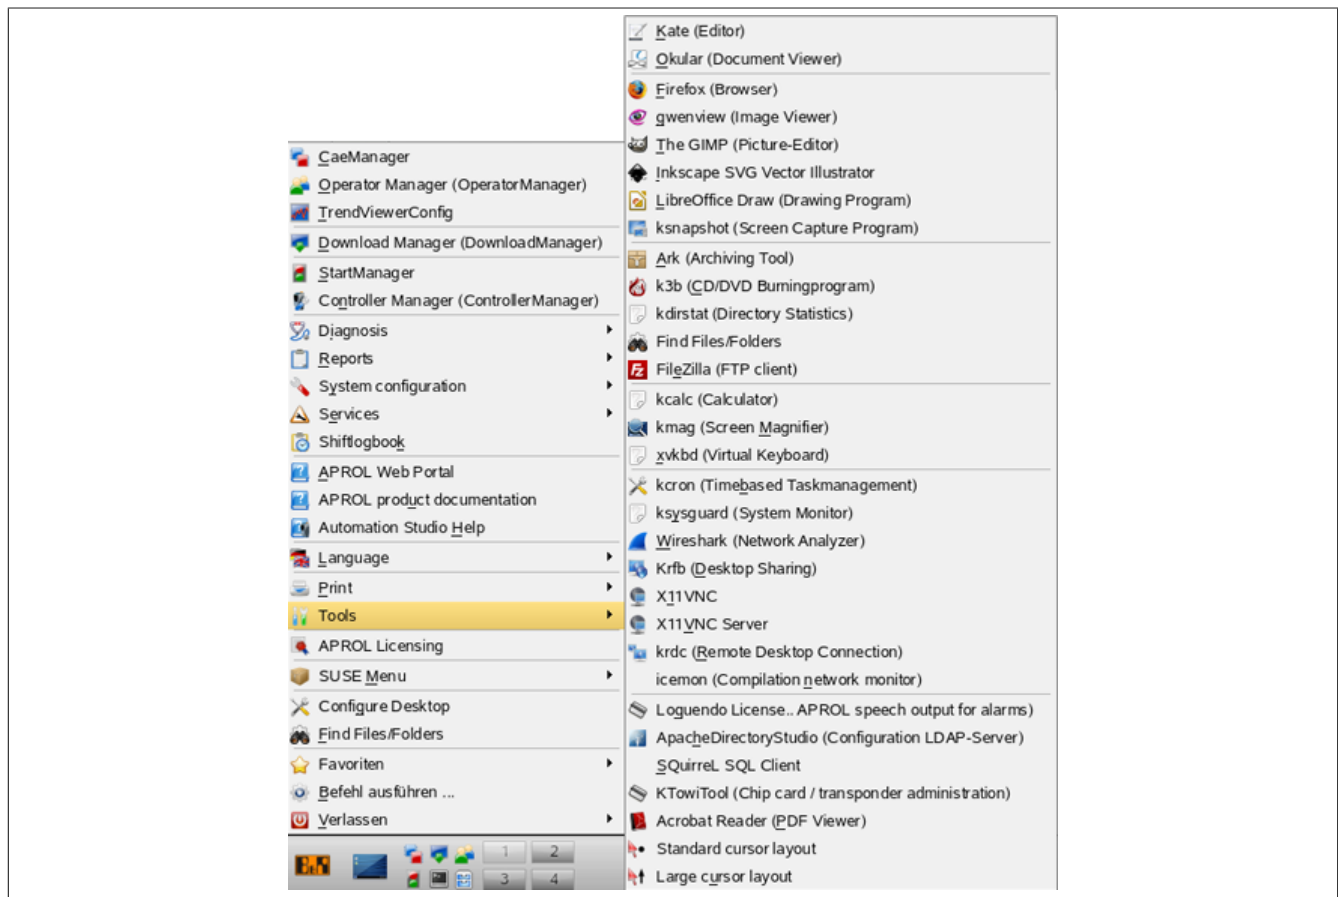 CaeManager
Operator Manager (OperatorManager)
TrendViewerConfig
Download Manager (DownloadManager)
StartManager
Controller Manager (ControllerManager)
Diagnosis
Reports
System configuration
Services
Shiftlogbook
APROL Web Portal
APROL product documentation
Automation Studio Help
Language
Print
Tools
APROL Licensing
SUSE Menu
Configure Desktop
Find Files/Folders
Favoriten
Befehl ausführen ...
Verlassen
B&R
1 2
3 4
Kate (Editor)
Okular (Document Viewer)
Firefox (Browser)
gwenview (Image Viewer)
The GIMP (Picture-Editor)
Inkscape SVG Vector Illustrator
LibreOffice Draw (Drawing Program)
ksnapshot (Screen Capture Program)
Ark (Archiving Tool)
k3b (CD/DVD Burningprogram)
kdirstat (Directory Statistics)
Find Files/Folders
FileZilla (FTP client)
kcalc (Calculator)
kmag (Screen Magnifier)
xvkbd (Virtual Keyboard)
kcron (Timebased Taskmanagement)
ksysguard (System Monitor)
Wireshark (Network Analyzer)
Krfb (Desktop Sharing)
X11VNC
X11VNC Server
krdc (Remote Desktop Connection)
icemon (Compilation network monitor)
Loguendo License.. APROL speech output for alarms)
ApacheDirectoryStudio (Configuration LDAP-Server)
SQuirreL SQL Client
KTowiTool (Chip card / transponder administration)
Acrobat Reader (PDF Viewer)
Standard cursor layout
Large cursor layout